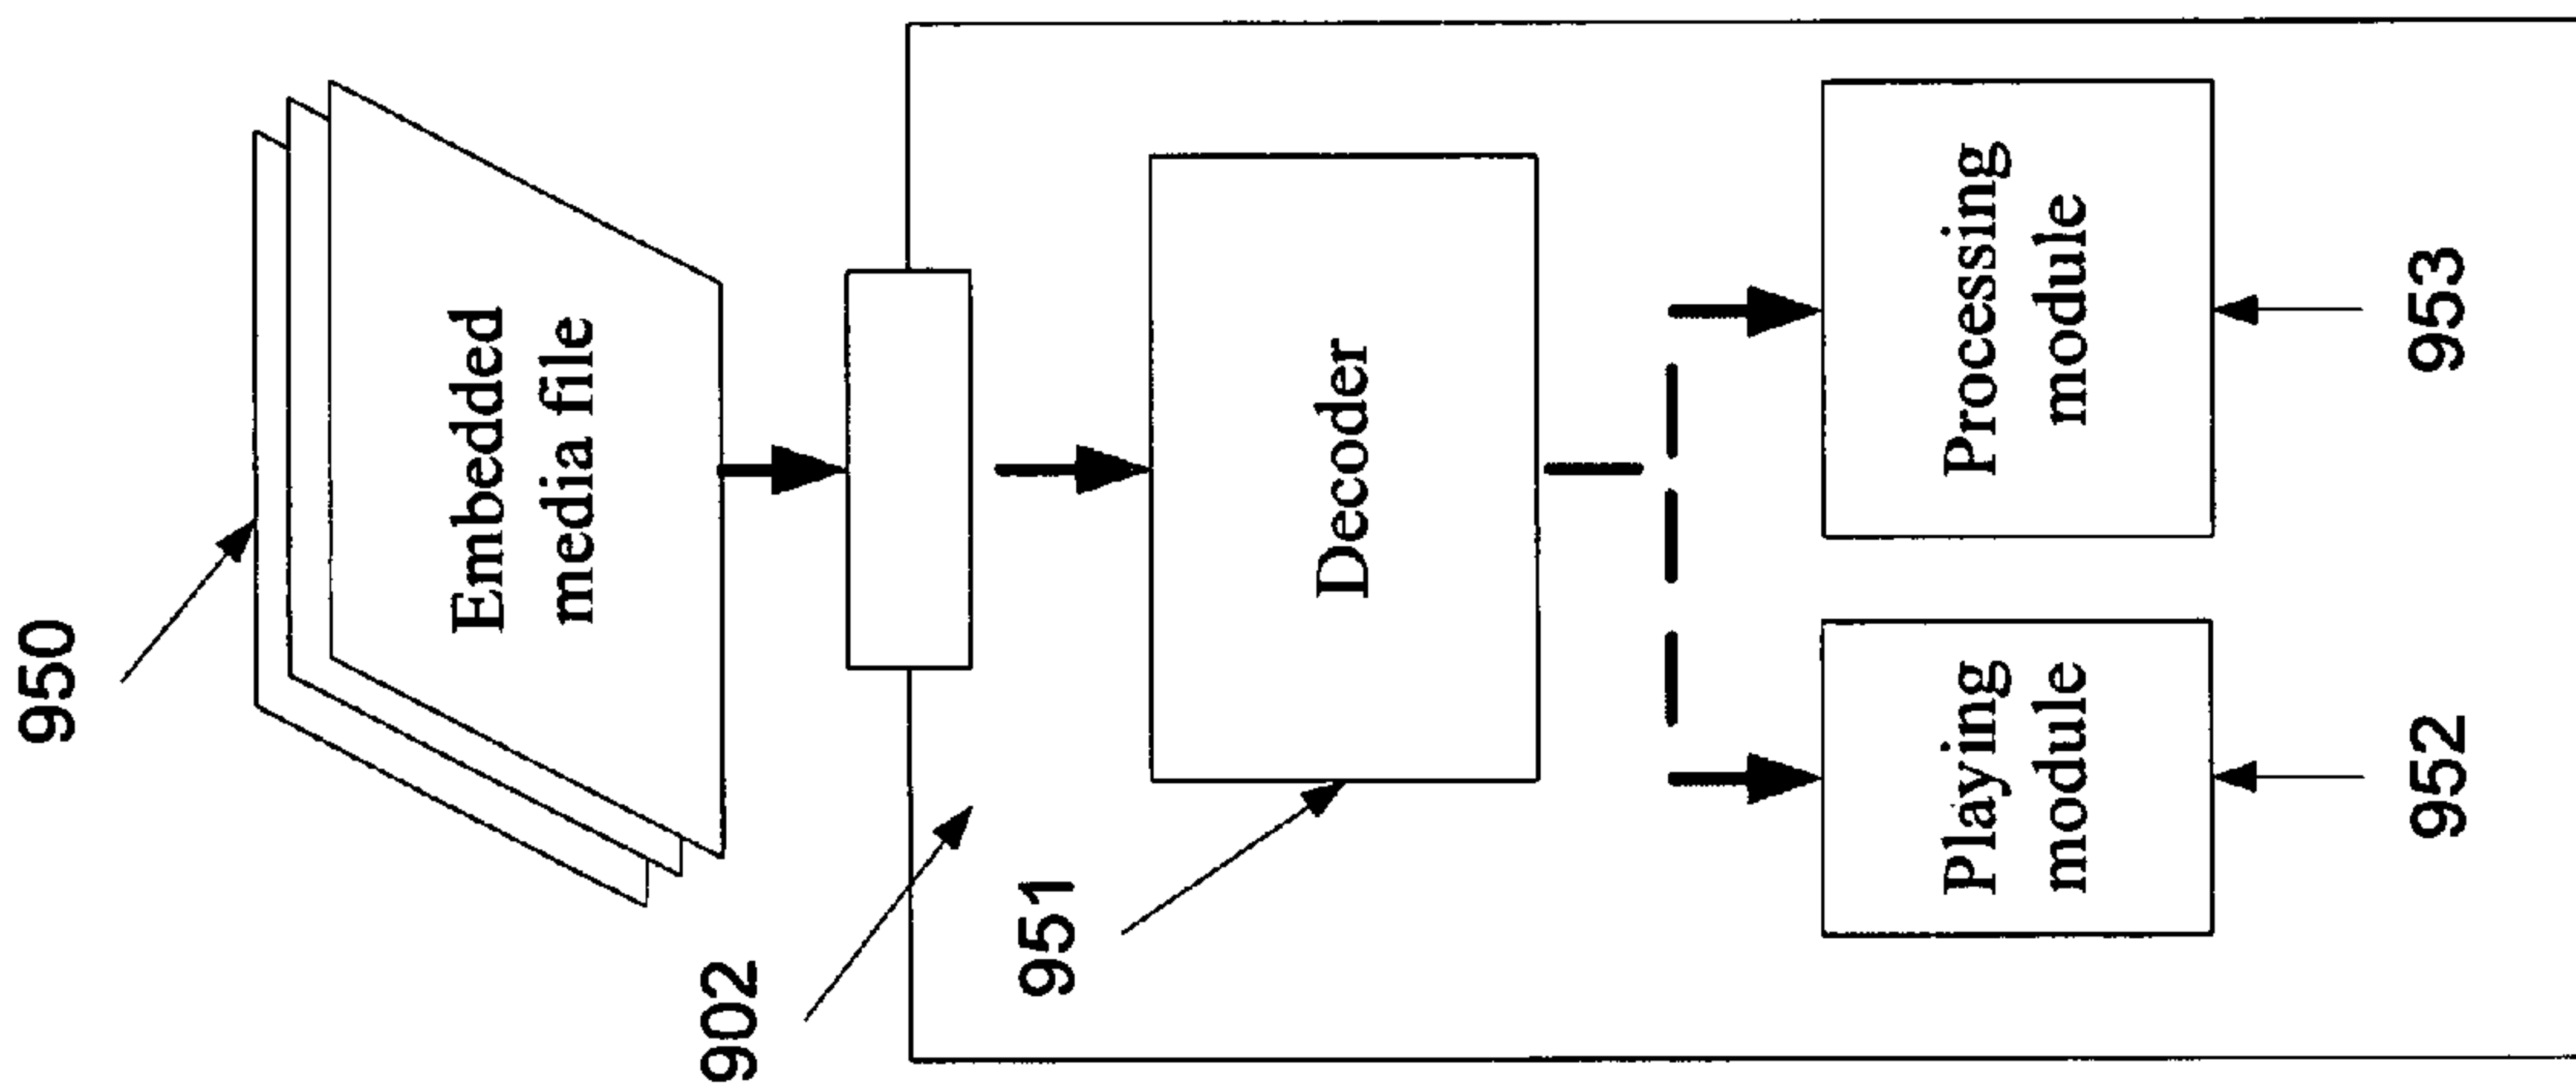 950
Embedded
media file
902
951
Decoder
Processing
module
953
Playing
module
952